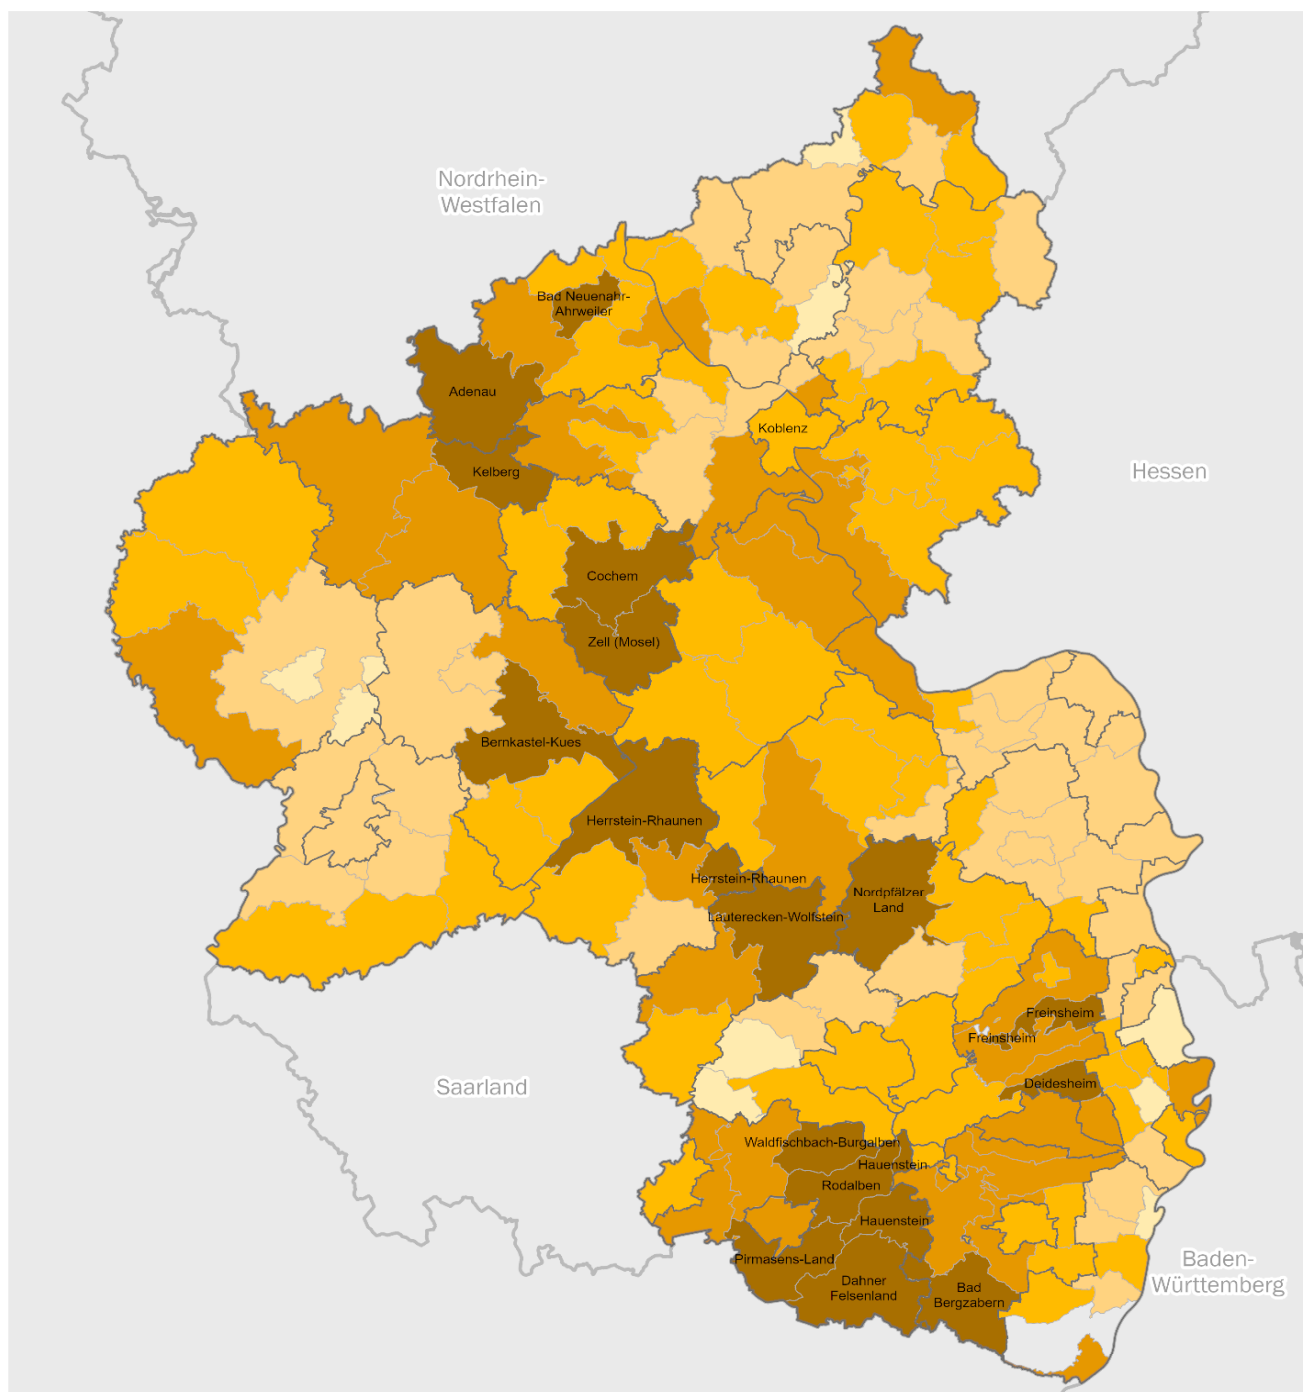 Nordrhein-
Westfalen
Bad Neuenahr-
Ahrweiler
Adenau
Koblenz
Kelberg
Hessen
Cochem
Zell (Mosel)
Bernkastel-Kues
Herrstein-Rhaunen
Herrstein-Rhaunen
Nordpfälzer
Land
Lauterecken-Wolfstein
Freinsheim
Freinsheim
Saarland
Deidesheim
Waldfischbach-Burgalben
Hauenstein
Rodalben
Hauenstein
Pirmasens-Land
Dahner
Felsenland
Bad
Bergzabern
Baden-
Württemberg